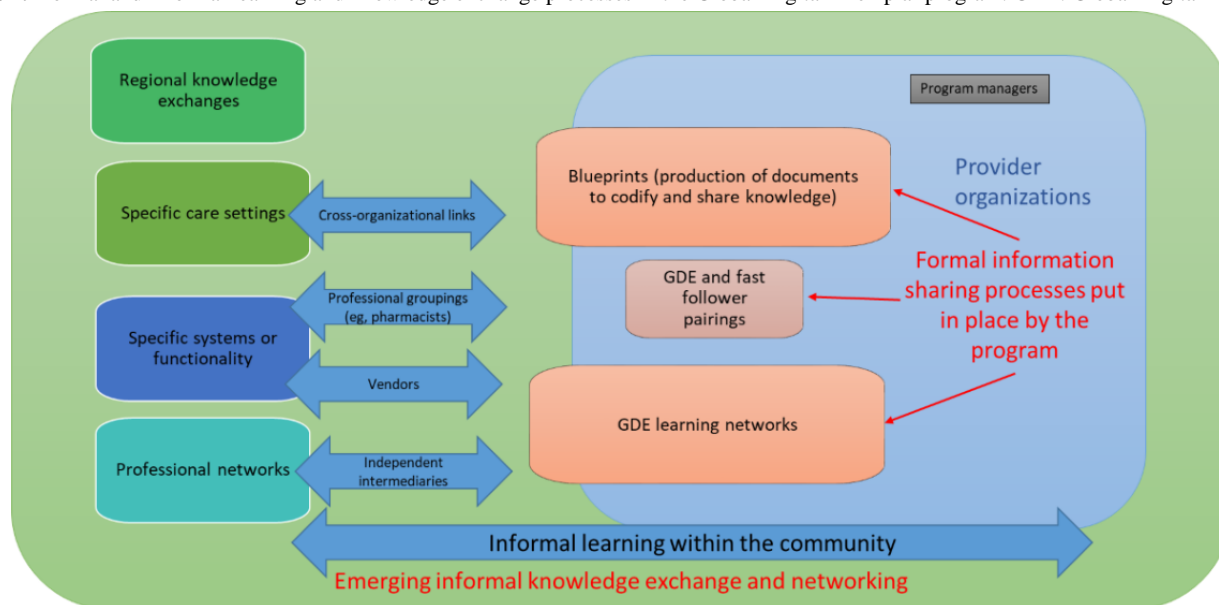 Regional knowledge
exchanges
Specific care settings
Specific systems or
functionality
Professional networks
Cross-organizational links
Professional groupings
(eg, pharmacists)
Vendors
Independent
intermediaries
Program managers
Blueprints (production of documents
to codify and share knowledge)
Provider
organizations
GDE and fast
follower
pairings
Formal information
sharing processes put
in place by the
program
GDE learning networks
Informal learning within the community
Emerging informal knowledge exchange and networking